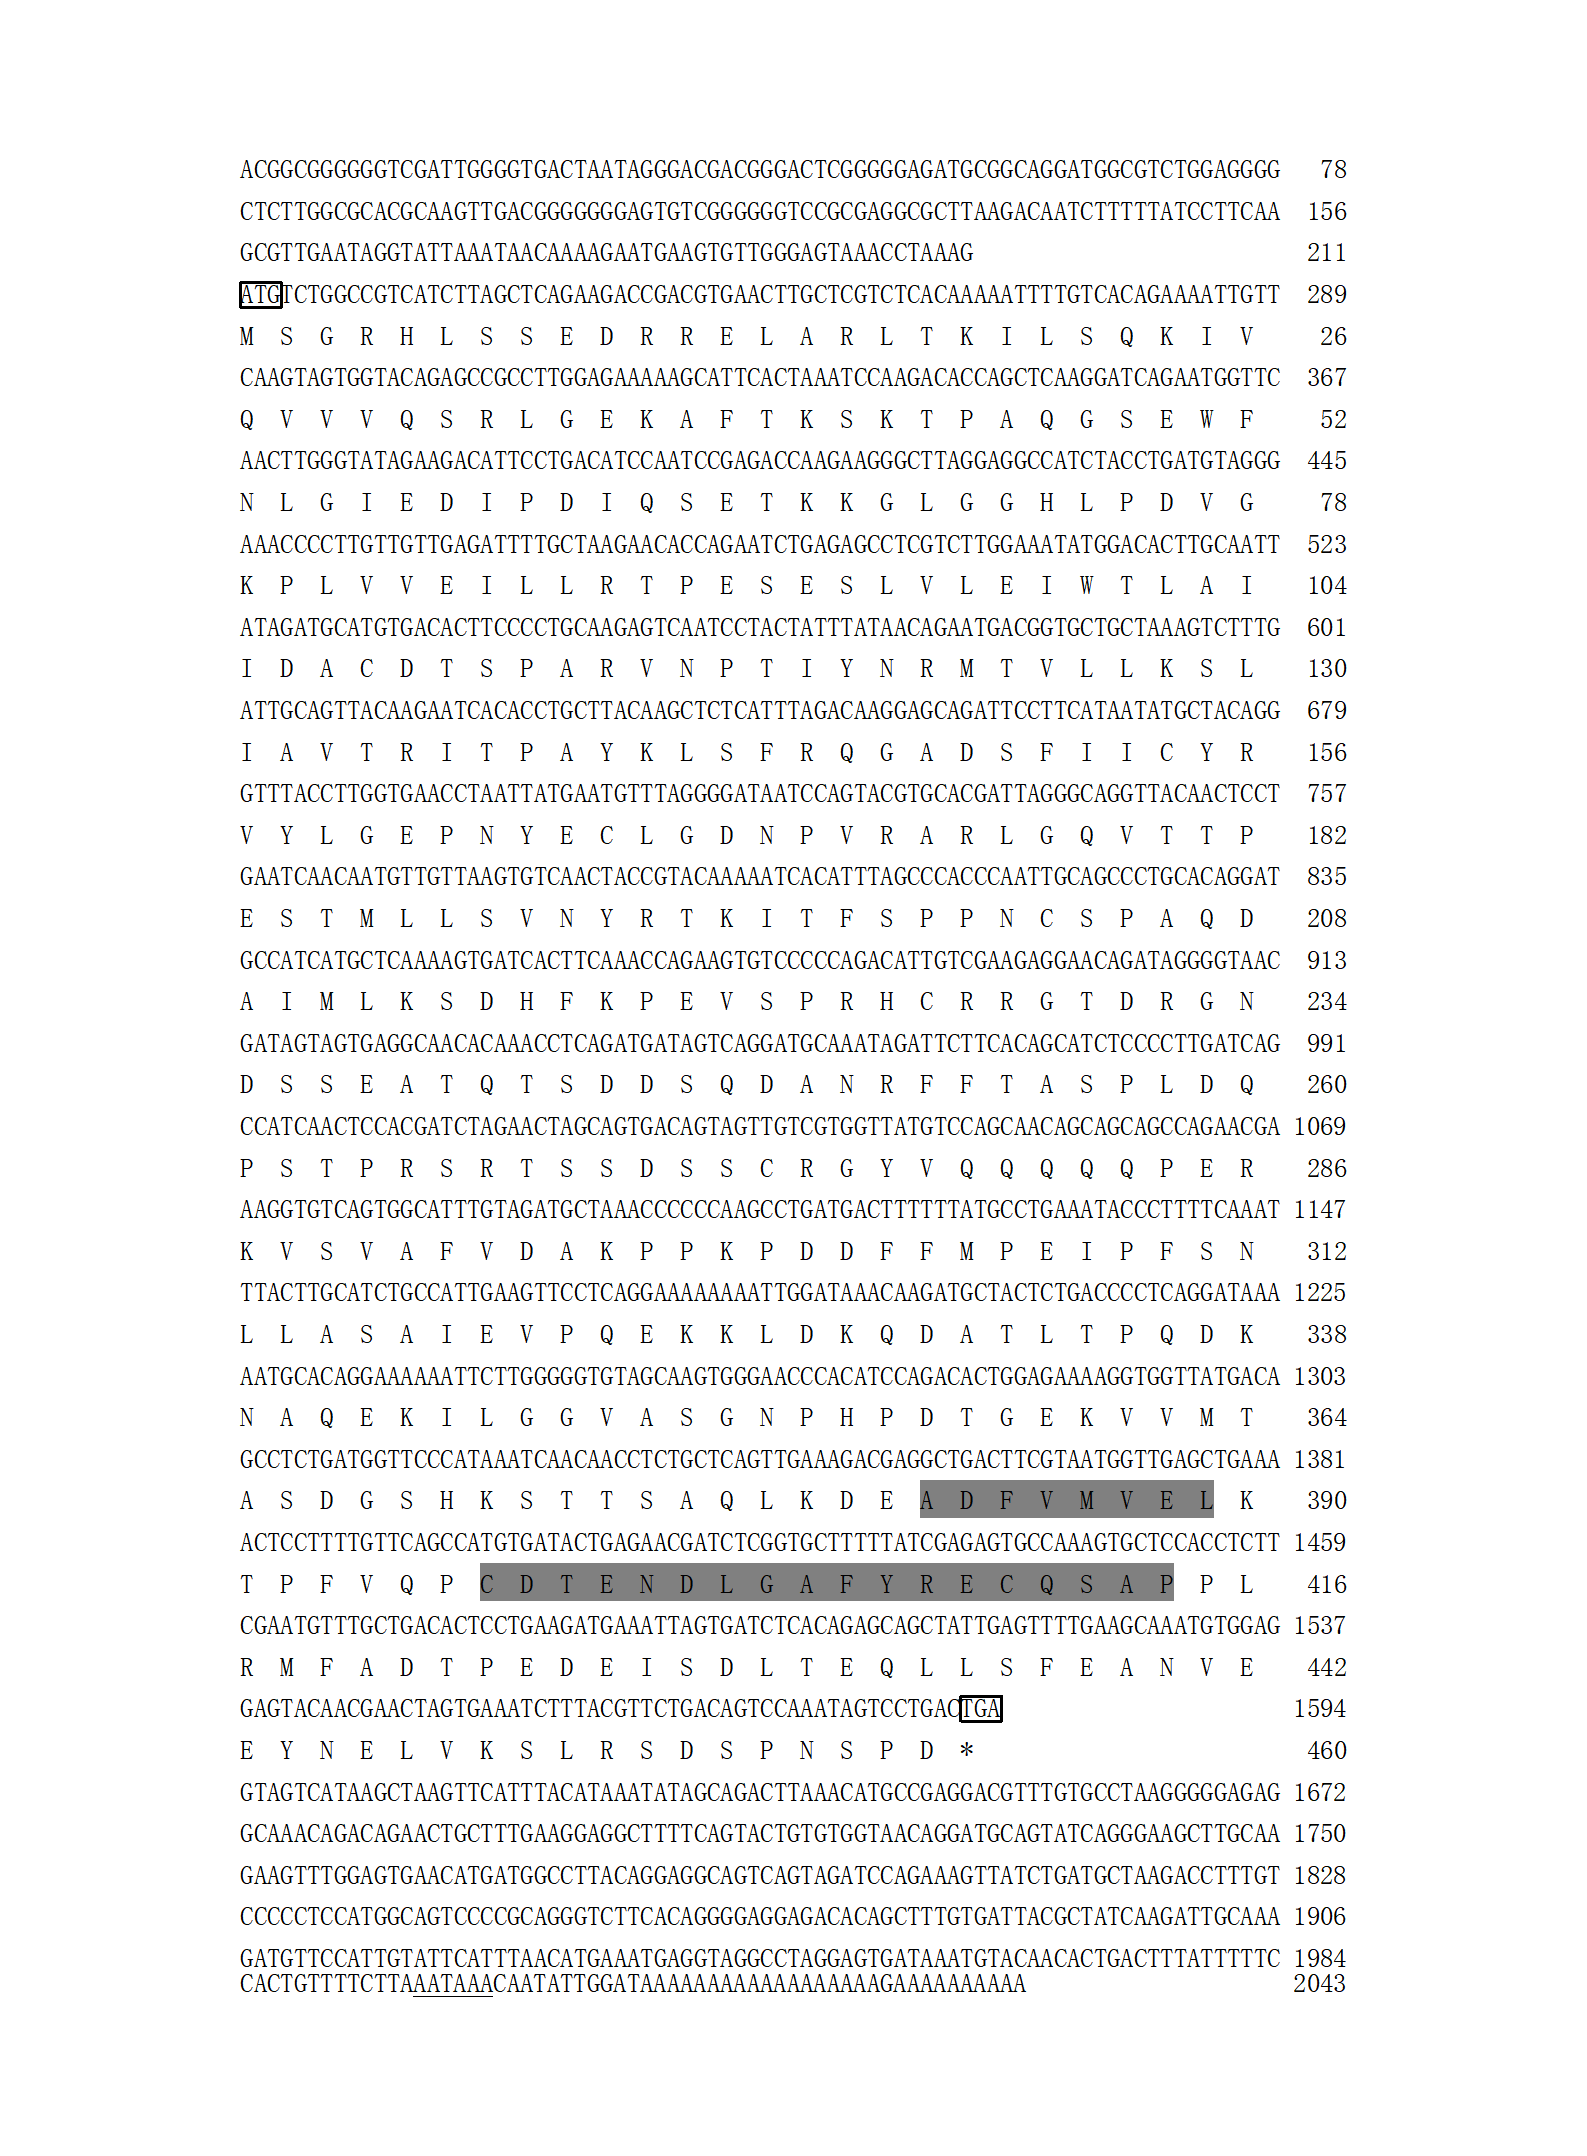 ACGGCGGGGGGTCGATTGGGGTGACTAATAGGGACGACGGGACTCGGGGGAGATGCGGCAGGATGGCGTCTGGAGGGG 78
CTCTTGGCGCACGCAAGTTGACGGGGGGGAGTGTCGGGGGGTCCGCGAGGCGCTTAAGACAATCTTTTTATCCTTCAA 156
GCGTTGAATAGGTATTAAATAACAAAAGAATGAAGTGTTGGGAGTAAACCTAAAG 211
ATGTCTGGCCGTCATCTTAGCTCAGAAGACCGACGTGAACTTGCTCGTCTCACAAAAATTTTGTCACAGAAAATTGTT 289
M S G R H L S S E D R R E L A R L T K I L S Q K I V 26
CAAGTAGTGGTACAGAGCCGCCTTGGAGAAAAAGCATTCACTAAATCCAAGACACCAGCTCAAGGATCAGAATGGTTC 367
Q V V V Q S R L G E K A F T K S K T P A Q G S E W F 52
AACTTGGGTATAGAAGACATTCCTGACATCCAATCCGAGACCAAGAAGGGCTTAGGAGGCCATCTACCTGATGTAGGG 445
N L G I E D I P D I Q S E T K K G L G G H L P D V G 78
AAACCCCTTGTTGTTGAGATTTTGCTAAGAACACCAGAATCTGAGAGCCTCGTCTTGGAAATATGGACACTTGCAATT 523
K P L V V E I L L R T P E S E S L V L E I W T L A I 104
ATAGATGCATGTGACACTTCCCCTGCAAGAGTCAATCCTACTATTTATAACAGAATGACGGTGCTGCTAAAGTCTTTG 601
I D A C D T S P A R V N P T I Y N R M T V L L K S L 130
ATTGCAGTTACAAGAATCACACCTGCTTACAAGCTCTCATTTAGACAAGGAGCAGATTCCTTCATAATATGCTACAGG 679
I A V T R I T P A Y K L S F R Q G A D S F I I C Y R 156
GTTTACCTTGGTGAACCTAATTATGAATGTTTAGGGGATAATCCAGTACGTGCACGATTAGGGCAGGTTACAACTCCT 757
V Y L G E P N Y E C L G D N P V R A R L G Q V T T P 182
GAATCAACAATGTTGTTAAGTGTCAACTACCGTACAAAAATCACATTTAGCCCACCCAATTGCAGCCCTGCACAGGAT 835
E S T M L L S V N Y R T K I T F S P P N C S P A Q D 208
GCCATCATGCTCAAAAGTGATCACTTCAAACCAGAAGTGTCCCCCAGACATTGTCGAAGAGGAACAGATAGGGGTAAC 913
A I M L K S D H F K P E V S P R H C R R G T D R G N 234
GATAGTAGTGAGGCAACACAAACCTCAGATGATAGTCAGGATGCAAATAGATTCTTCACAGCATCTCCCCTTGATCAG 991
D S S E A T Q T S D D S Q D A N R F F T A S P L D Q 260
CCATCAACTCCACGATCTAGAACTAGCAGTGACAGTAGTTGTCGTGGTTATGTCCAGCAACAGCAGCAGCCAGAACGA 1069
P S T P R S R T S S D S S C R G Y V Q Q Q Q Q P E R 286
AAGGTGTCAGTGGCATTTGTAGATGCTAAACCCCCCAAGCCTGATGACTTTTTTATGCCTGAAATACCCTTTTCAAAT 1147
K V S V A F V D A K P P K P D D F F M P E I P F S N 312
TTACTTGCATCTGCCATTGAAGTTCCTCAGGAAAAAAAATTGGATAAACAAGATGCTACTCTGACCCCTCAGGATAAA 1225
L L A S A I E V P Q E K K L D K Q D A T L T P Q D K 338
AATGCACAGGAAAAAATTCTTGGGGGTGTAGCAAGTGGGAACCCACATCCAGACACTGGAGAAAAGGTGGTTATGACA 1303
N A Q E K I L G G V A S G N P H P D T G E K V V M T 364
GCCTCTGATGGTTCCCATAAATCAACAACCTCTGCTCAGTTGAAAGACGAGGCTGACTTCGTAATGGTTGAGCTGAAA 1381
A S D G S H K S T T S A Q L K D E A D F V M V E L K 390
ACTCCTTTTGTTCAGCCATGTGATACTGAGAACGATCTCGGTGCTTTTTATCGAGAGTGCCAAAGTGCTCCACCTCTT 1459
T P F V Q P C D T E N D L G A F Y R E C Q S A P P L 416
CGAATGTTTGCTGACACTCCTGAAGATGAAATTAGTGATCTCACAGAGCAGCTATTGAGTTTTGAAGCAAATGTGGAG 1537
R M F A D T P E D E I S D L T E Q L L S F E A N V E 442
GAGTACAACGAACTAGTGAAATCTTTACGTTCTGACAGTCCAAATAGTCCTGACTGA 1594
E Y N E L V K S L R S D S P N S P D * 460
GTAGTCATAAGCTAAGTTCATTTACATAAATATAGCAGACTTAAACATGCCGAGGACGTTTGTGCCTAAGGGGGAGAG 1672
GCAAACAGACAGAACTGCTTTGAAGGAGGCTTTTCAGTACTGTGTGGTAACAGGATGCAGTATCAGGGAAGCTTGCAA 1750
GAAGTTTGGAGTGAACATGATGGCCTTACAGGAGGCAGTCAGTAGATCCAGAAAGTTATCTGATGCTAAGACCTTTGT 1828
CCCCCTCCATGGCAGTCCCCGCAGGGTCTTCACAGGGGAGGAGACACAGCTTTGTGATTACGCTATCAAGATTGCAAA 1906
GATGTTCCATTGTATTCATTTAACATGAAATGAGGTAGGCCTAGGAGTGATAAATGTACAACACTGACTTTATTTTTC 1984
CACTGTTTTCTTAAATAAACAATATTGGATAAAAAAAAAAAAAAAAAAGAAAAAAAAAA 2043